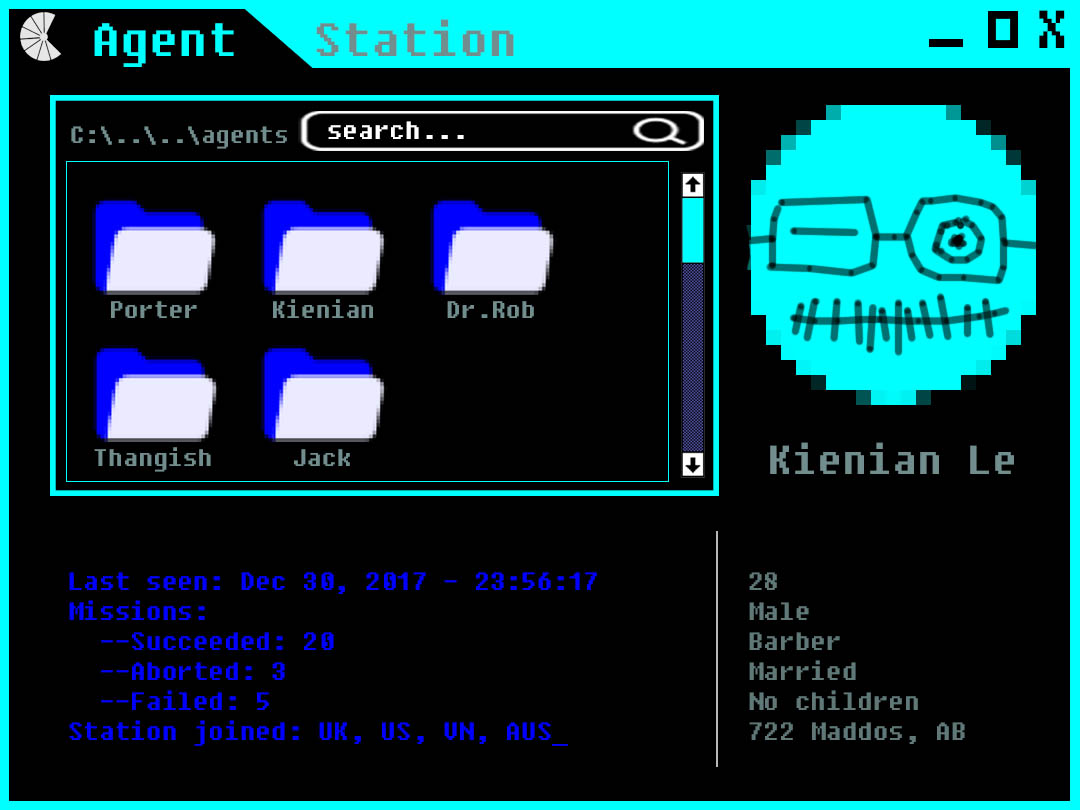 Agent Station _ X
C:\..\..\agents search...
Porter Kienian Dr.Rob
Thangish Jack
Kienian Le
Last seen: Dec 30, 2017 - 23:56:17
Missions:
--Succeeded: 20
--Aborted: 3
--Failed: 5
Station joined: UK, US, VN, AUS_
28
Male
Barber
Married
No children
722 Maddos, AB